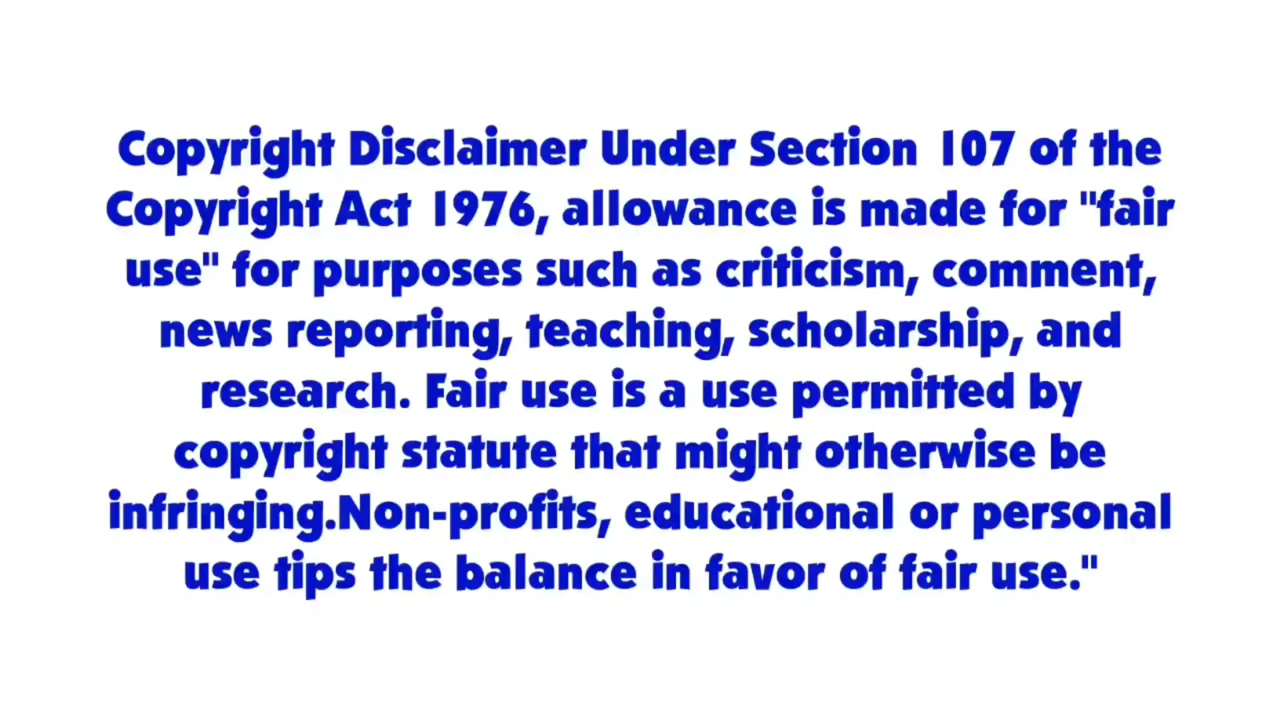 Copyright Disclaimer Under Section 107 of the
Copyright Act 1976, allowance is made for "fair
use" for purposes such as criticism, comment,
news reporting, teaching, scholarship, and
research. Fair use is a use permitted by
copyright statute that might otherwise be
infringing.Non-profits, educational or personal
use tips the balance in favor of fair use."